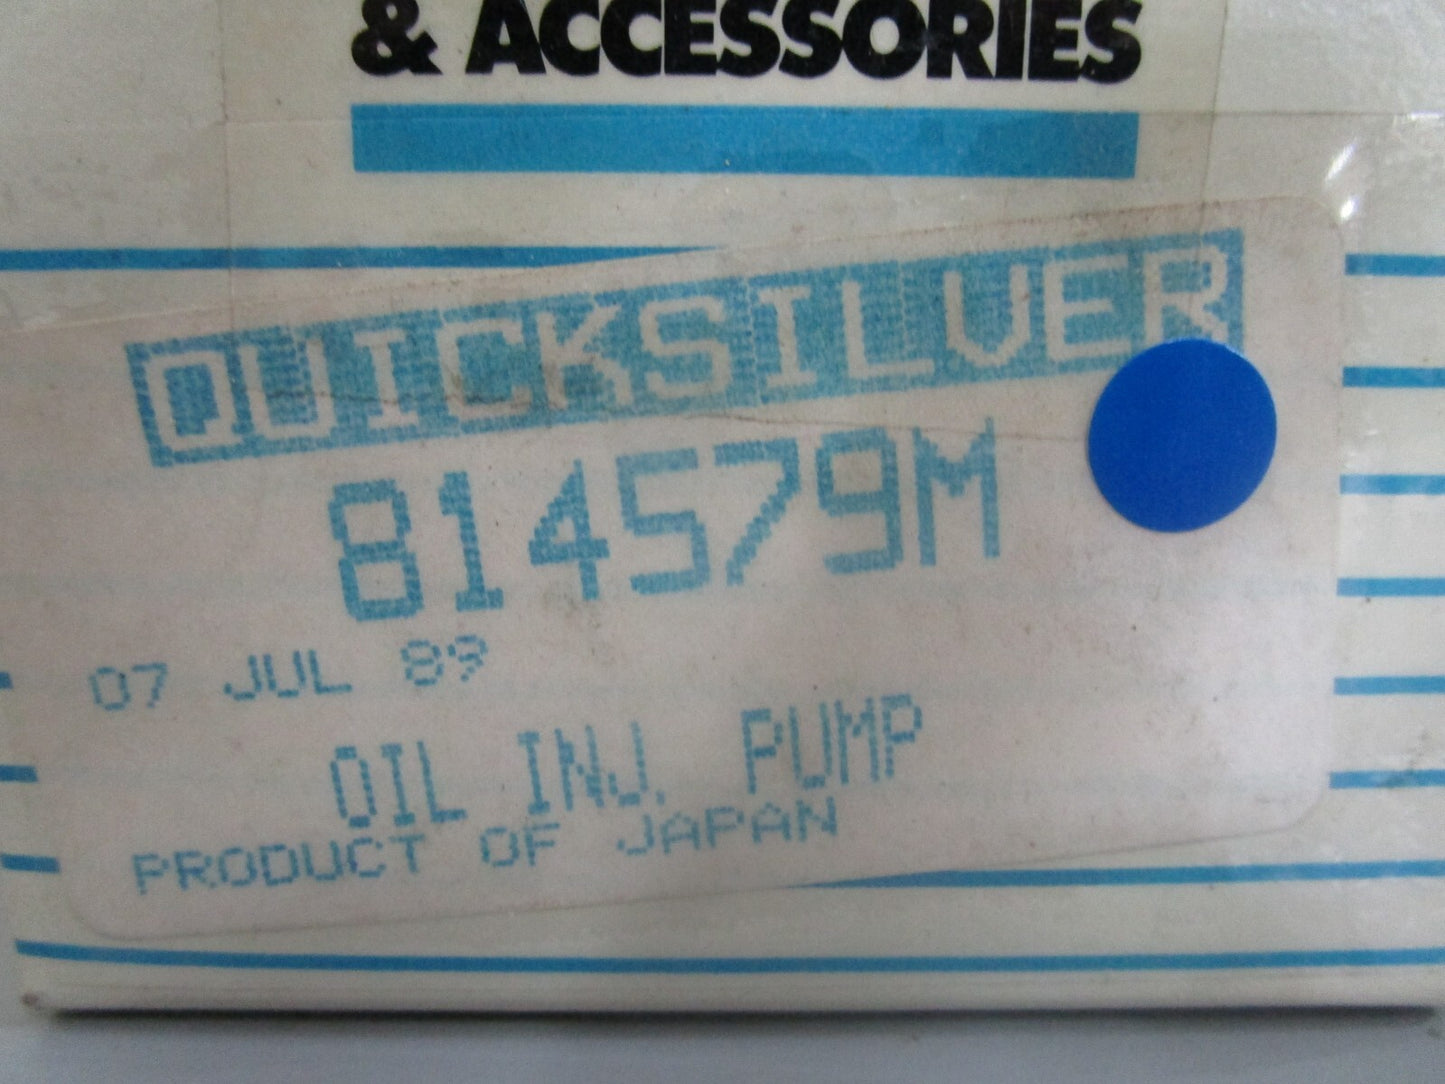 & ACCESSORIES
QUICKSILVER
814579M
07 JUL 89
OIL INJ. PUMP
PRODUCT OF JAPAN